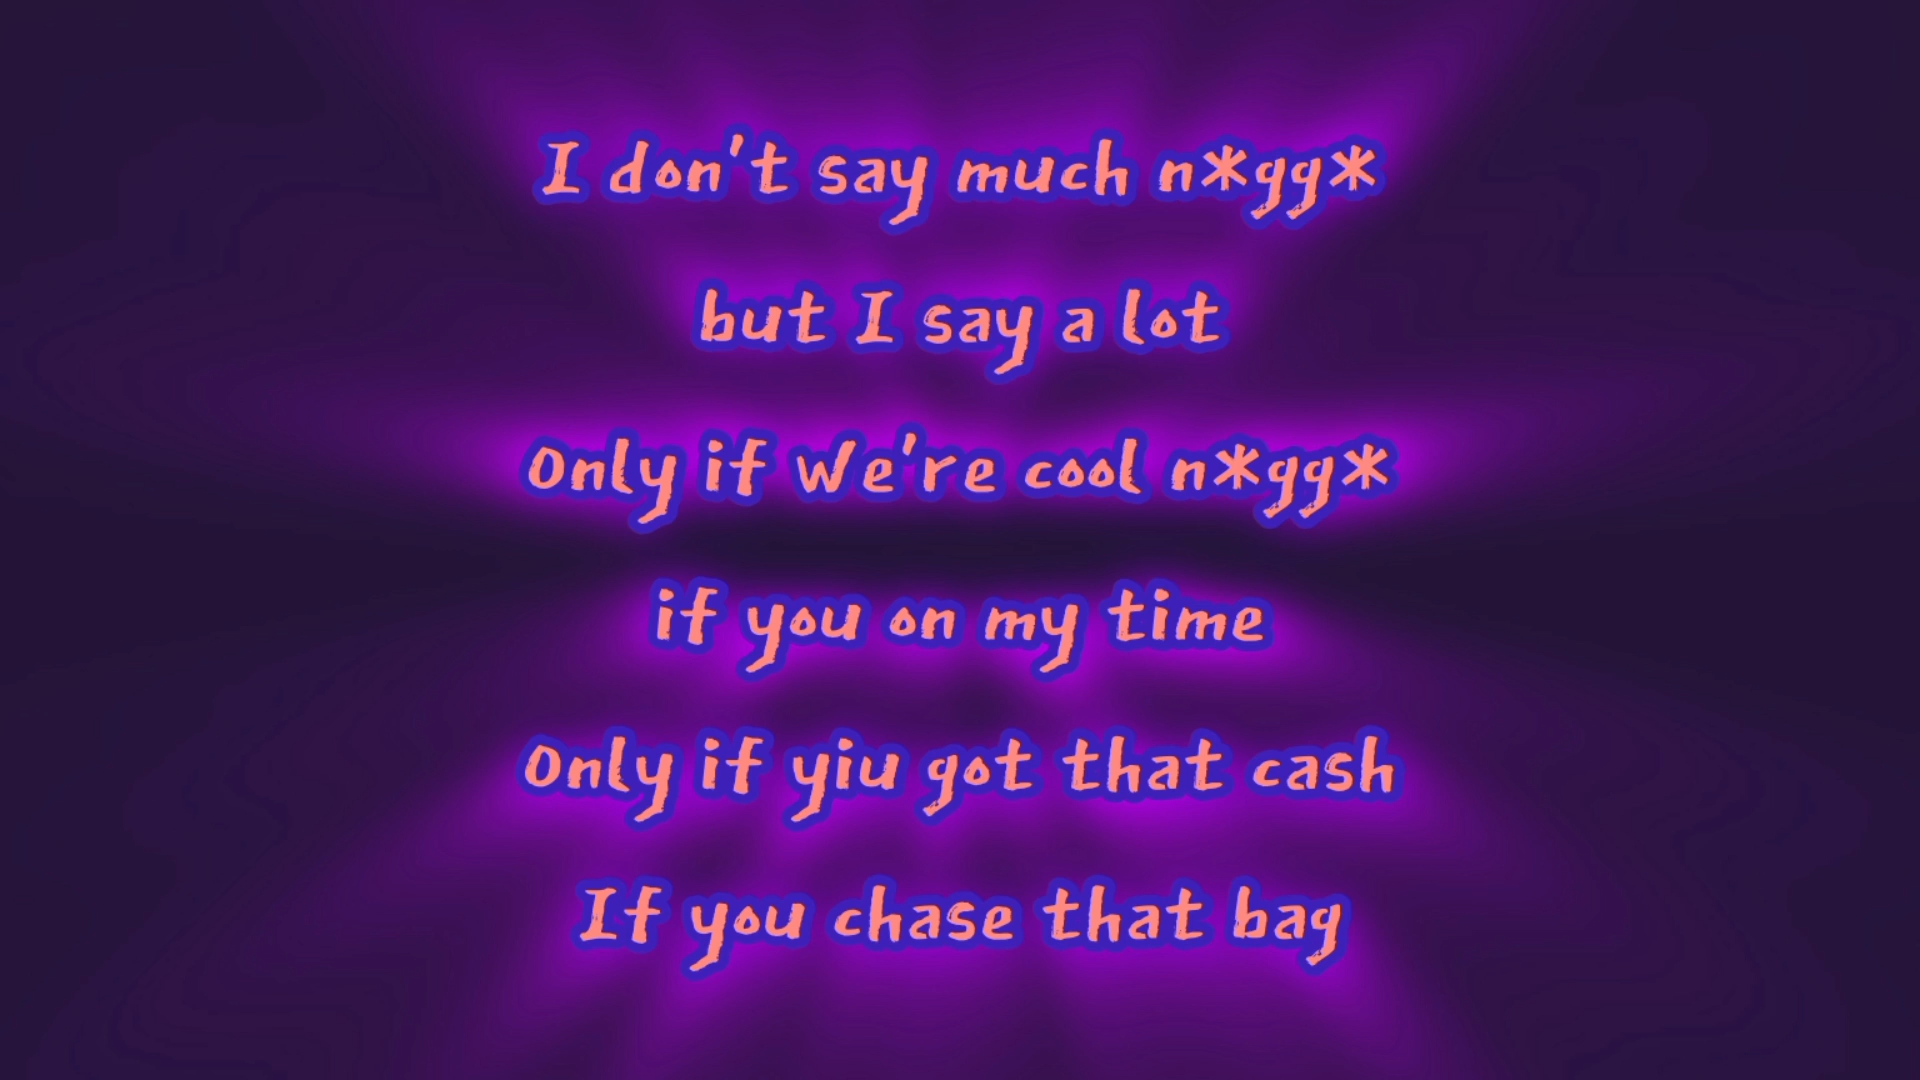 I don't say much n*gg*
but I say a lot
Only if We're cool n*gg*
if you on my time
Only if yiu got that cash
If you chase that bag